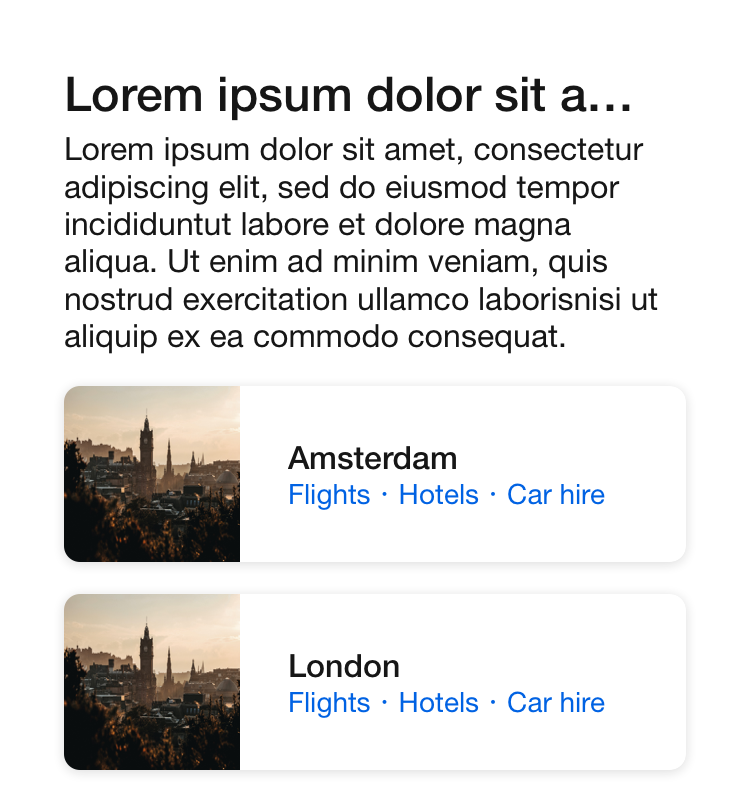 Lorem ipsum dolor sit a…
Lorem ipsum dolor sit amet, consectetur
adipiscing elit, sed do eiusmod tempor
incididuntut labore et dolore magna
aliqua. Ut enim ad minim veniam, quis
nostrud exercitation ullamco laborisnisi ut
aliquip ex ea commodo consequat.
Amsterdam
Flights · Hotels · Car hire
London
Flights · Hotels · Car hire